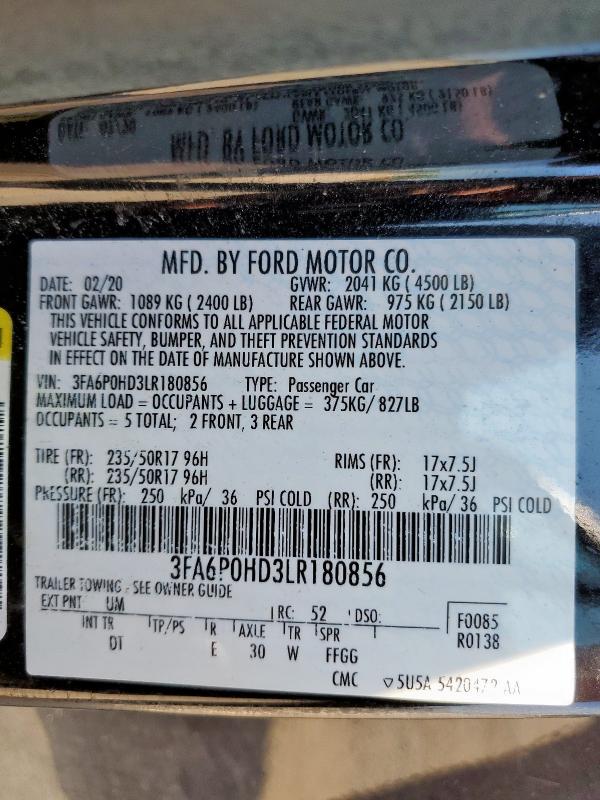 MFD. BY FORD MOTOR CO.
DATE: 02/20 GVWR: 2041 KG ( 4500 LB)
FRONT GAWR: 1089 KG ( 2400 LB) REAR GAWR: 975 KG ( 2150 LB)
THIS VEHICLE CONFORMS TO ALL APPLICABLE FEDERAL MOTOR
VEHICLE SAFETY, BUMPER, AND THEFT PREVENTION STANDARDS
IN EFFECT ON THE DATE OF MANUFACTURE SHOWN ABOVE.
VIN: 3FA6P0HD3LR180856 TYPE: Passenger Car
MAXIMUM LOAD = OCCUPANTS + LUGGAGE = 375KG/ 827LB
OCCUPANTS = 5 TOTAL; 2 FRONT, 3 REAR
TIRE (FR): 235/50R17 96H RIMS (FR): 17x7.5J
(RR): 235/50R17 96H (RR): 17x7.5J
PRESSURE (FR): 250 kPa/ 36 PSI COLD (RR): 250 kPa/ 36 PSI COLD
3FA6P0HD3LR180856
TRAILER TOWING - SEE OWNER GUIDE
EXT PNT UM RC: 52 DSO: F0085
INT TR TP/PS R AXLE TR SPR R0138
DT E 30 W FFGG
CMC ▽5U5A 5420472 AA